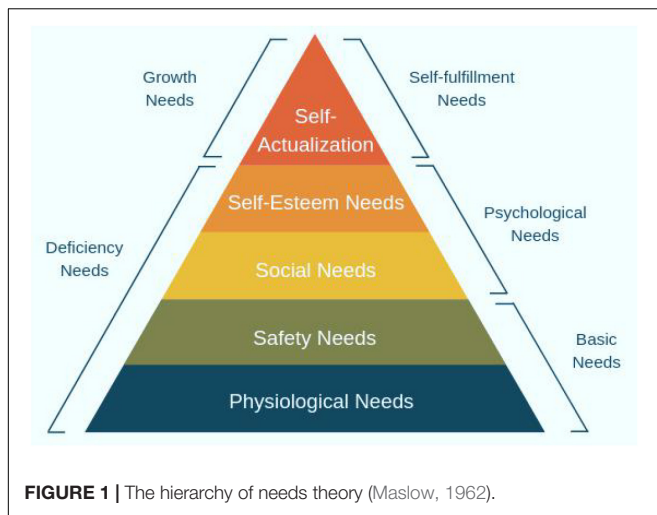 Growth
Needs
Self-fulfillment
Needs
Self-
Actualization
Self-Esteem Needs
Psychological
Needs
Deficiency
Needs
Social Needs
Safety Needs
Basic
Needs
Physiological Needs
FIGURE 1 | The hierarchy of needs theory (Maslow, 1962).